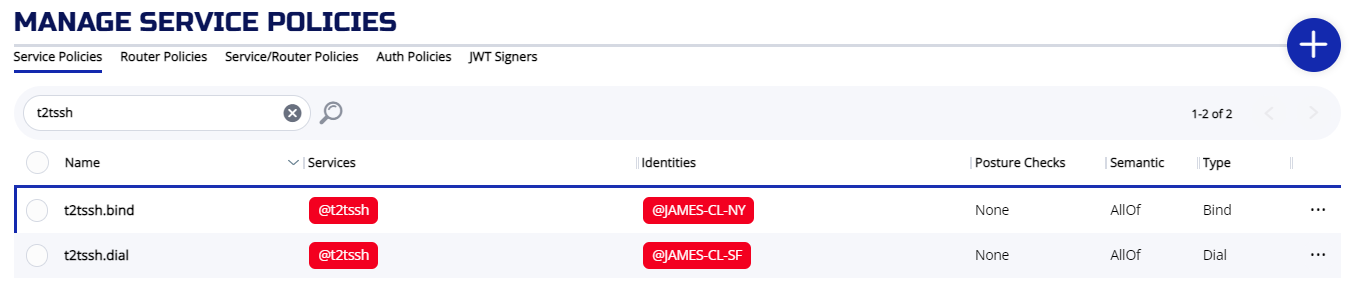 MANAGE SERVICE POLICIES
Service Policies Router Policies Service/Router Policies Auth Policies JWT Signers
t2tssh 1-2 of 2
Name Services Identities Posture Checks Semantic Type
t2tssh.bind @t2tssh @JAMES-CL-NY None AllOf Bind ...
t2tssh.dial @t2tssh @JAMES-CL-SF None AllOf Dial ...